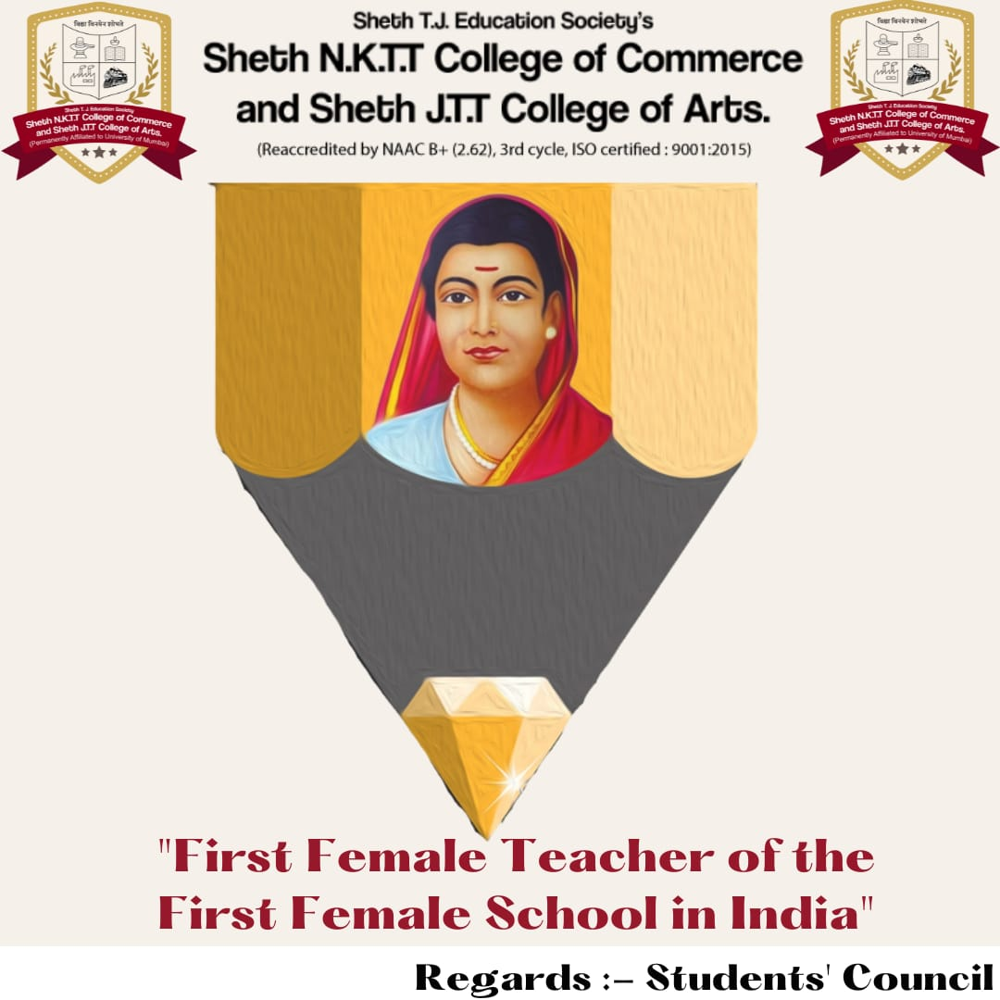 विद्या विनयेन शोभते
Sheth T. J. Education Society
Sheth N.K.T.T College of Commerce
and Sheth J.T.T College of Arts.
(Permanently Affiliated to University of Mumbai)
Sheth T.J. Education Society's
Sheth N.K.T.T College of Commerce
and Sheth J.T.T College of Arts.
(Reaccredited by NAAC B+ (2.62), 3rd cycle, ISO certified : 9001:2015)
विद्या विनयेन शोभते
Sheth T. J. Education Society
Sheth N.K.T.T College of Commerce
and Sheth J.T.T College of Arts.
(Permanently Affiliated to University of Mumbai)
"First Female Teacher of the
First Female School in India"
Regards :- Students' Council